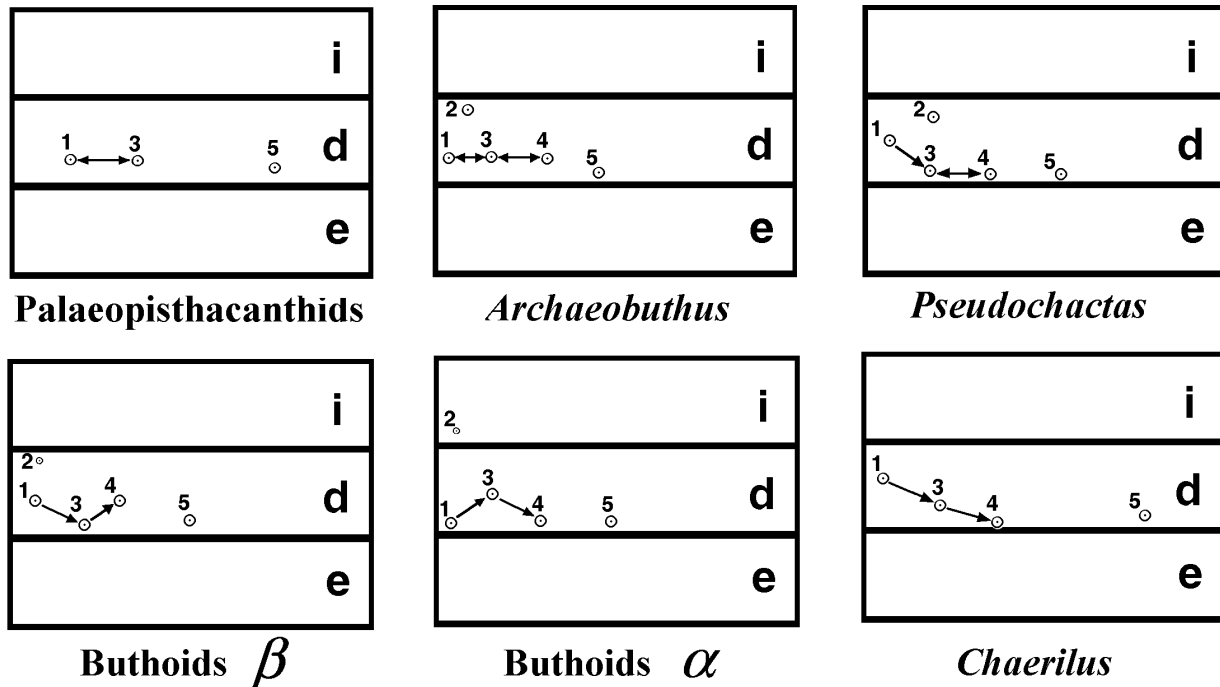 i
1 3 5 d
e
Palaeopisthacanthids
i
2
1 3 4 5 d
e
Archaeobuthus
i
2
1 3 4 5 d
e
Pseudochactas
i
2
1 3 4 5 d
e
Buthoids β
2 i
1 3 4 5 d
e
Buthoids α
i
1 3 4 5 d
e
Chaerilus